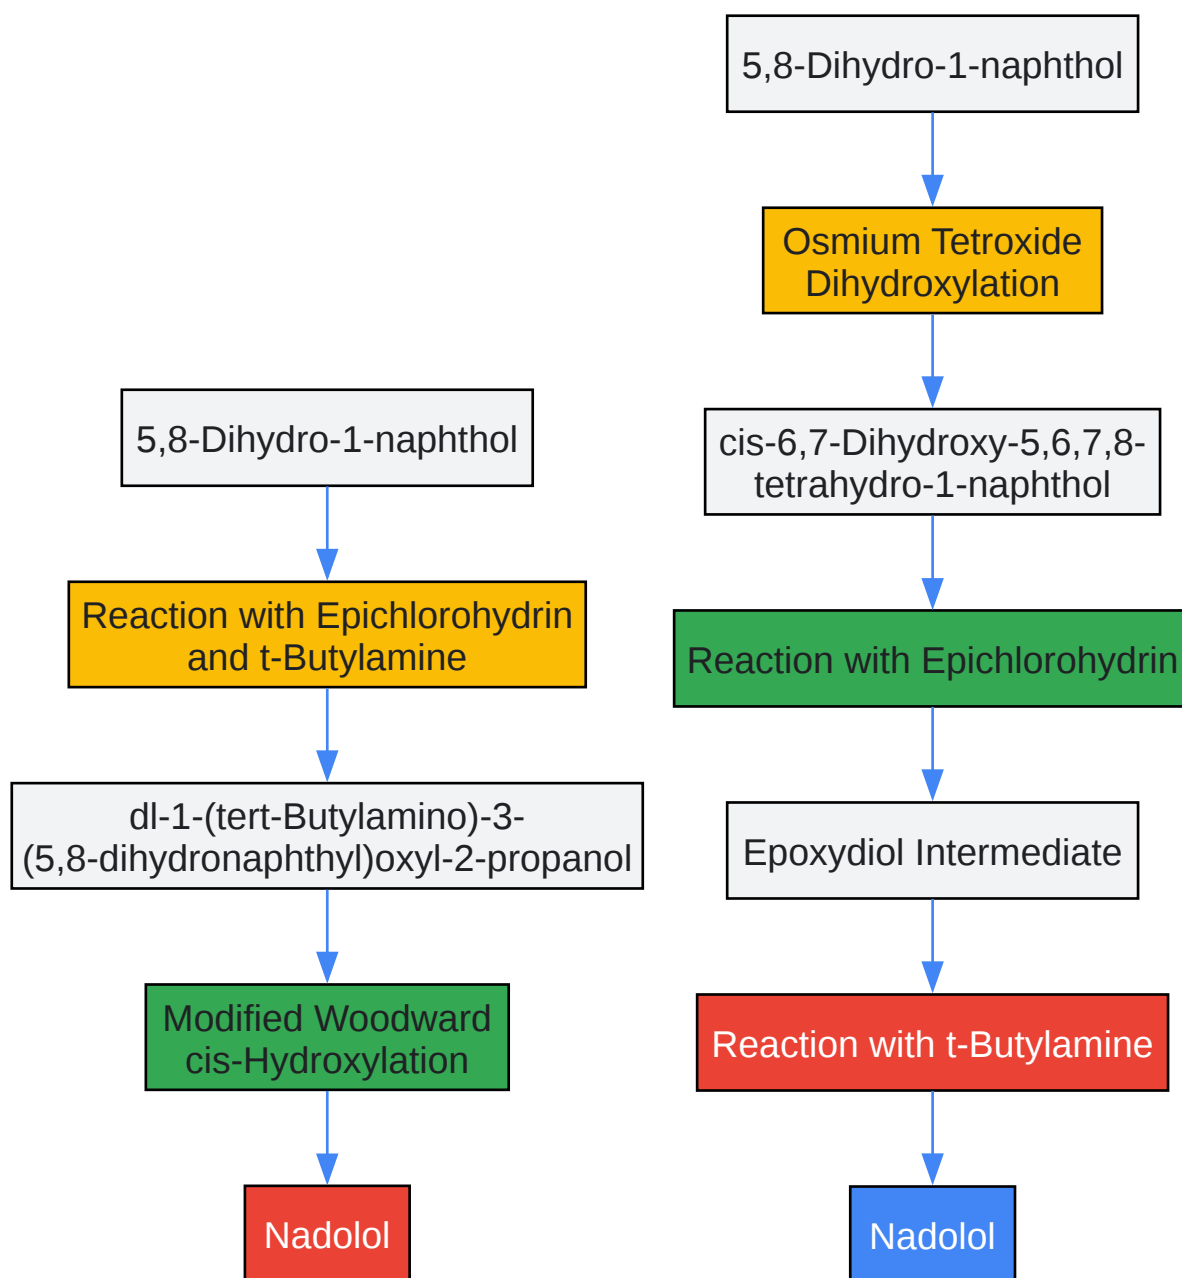 5,8-Dihydro-1-naphthol
Reaction with Epichlorohydrin
and t-Butylamine
dl-1-(tert-Butylamino)-3-
(5,8-dihydronaphthyl)oxyl-2-propanol
Modified Woodward
cis-Hydroxylation
Nadolol
5,8-Dihydro-1-naphthol
Osmium Tetroxide
Dihydroxylation
cis-6,7-Dihydroxy-5,6,7,8-
tetrahydro-1-naphthol
Reaction with Epichlorohydrin
Epoxydiol Intermediate
Reaction with t-Butylamine
Nadolol